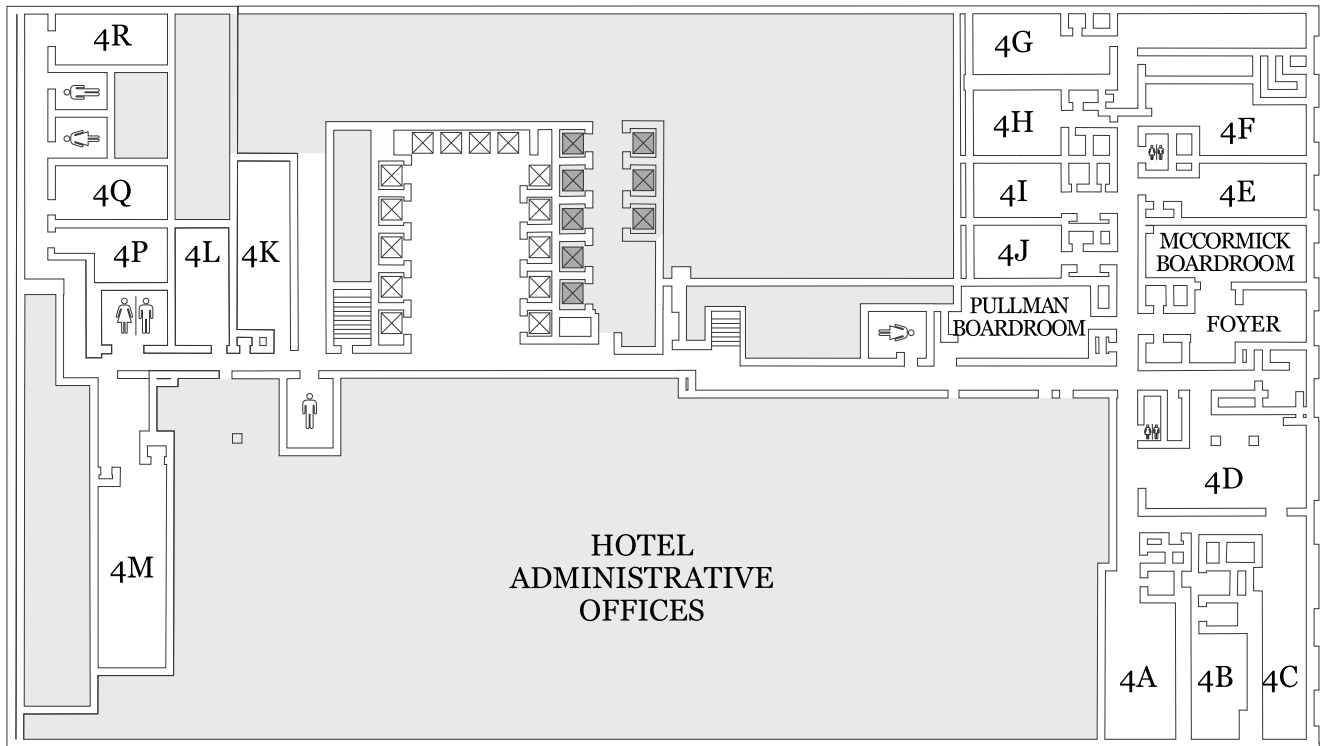 4R
4G
4H
4F
4Q
4I
4E
4P
4L
4K
4J
MCCORMICK
BOARDROOM
PULLMAN
BOARDROOM
FOYER
4D
4M
HOTEL
ADMINISTRATIVE
OFFICES
4A
4B
4C